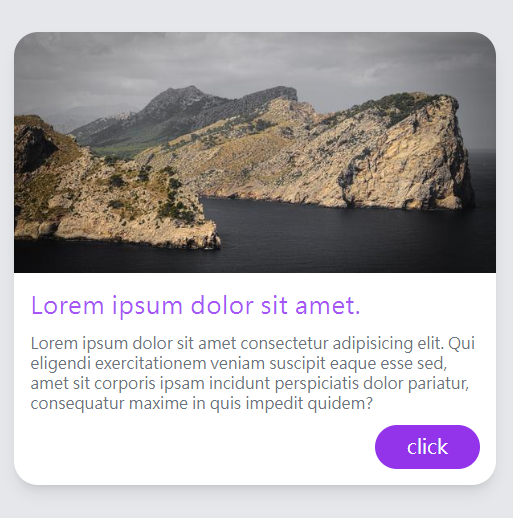 Lorem ipsum dolor sit amet.
Lorem ipsum dolor sit amet consectetur adipisicing elit. Qui
eligendi exercitationem veniam suscipit eaque esse sed,
amet sit corporis ipsam incidunt perspiciatis dolor pariatur,
consequatur maxime in quis impedit quidem?
click